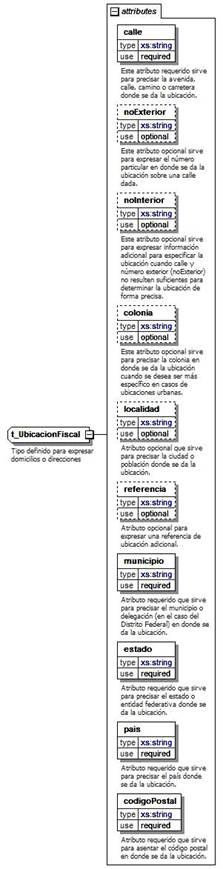 attributes
calle
type xs:string
use required
Este atributo requerido sirve
para precisar la avenida,
calle, camino o carretera
donde se da la ubicación.
noExterior
type xs:string
use optional
Este atributo opcional sirve
para expresar el número
particular en donde se da la
ubicación sobre una calle
dada.
noInterior
type xs:string
use optional
Este atributo opcional sirve
para expresar información
adicional para especificar la
ubicación cuando calle y
número exterior (noExterior)
no resulten suficientes para
determinar la ubicación de
forma precisa.
colonia
type xs:string
use optional
Este atributo opcional sirve
para precisar la colonia en
donde se da la ubicación
cuando se desea ser más
específico en casos de
ubicaciones urbanas.
t_UbicacionFiscal
Tipo definido para expresar
domicilios o direcciones
localidad
type xs:string
use optional
Atributo opcional que sirve
para precisar la ciudad o
población donde se da la
ubicación.
referencia
type xs:string
use optional
Atributo opcional para
expresar una referencia de
ubicación adicional.
municipio
type xs:string
use required
Atributo requerido que sirve
para precisar el municipio o
delegación (en el caso del
Distrito Federal) en donde se
da la ubicación.
estado
type xs:string
use required
Atributo requerido que sirve
para precisar el estado o
entidad federativa donde se
da la ubicación.
pais
type xs:string
use required
Atributo requerido que sirve
para precisar el país donde
se da la ubicación.
codigoPostal
type xs:string
use required
Atributo requerido que sirve
para asentar el código postal
en donde se da la ubicación.